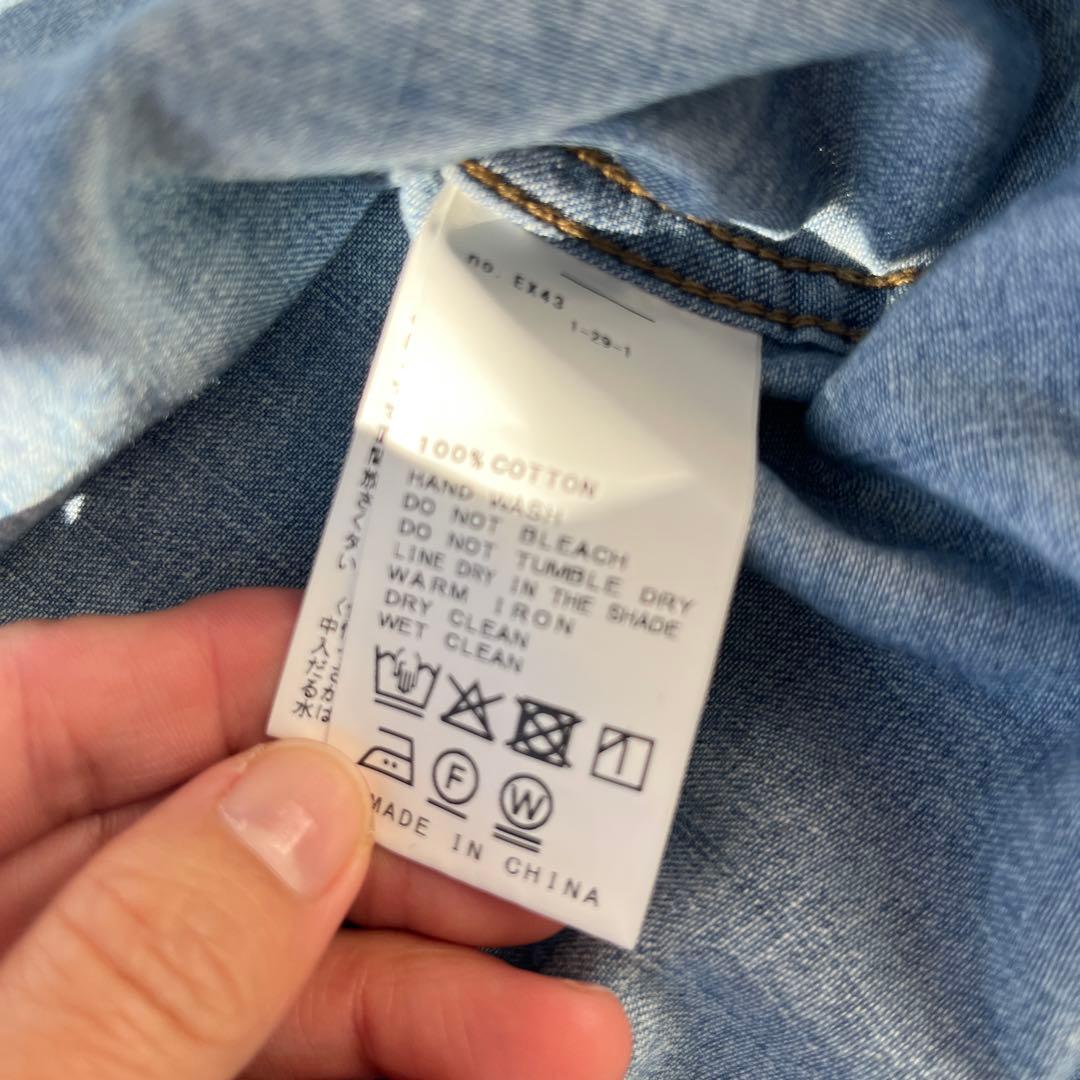 no. EX43
1-29-1
100% COTTON
HAND WASH
DO NOT BLEACH
DO NOT TUMBLE DRY
LINE DRY IN THE SHADE
WARM IRON
DRY CLEAN
WET CLEAN
F
W
MADE IN CHINA